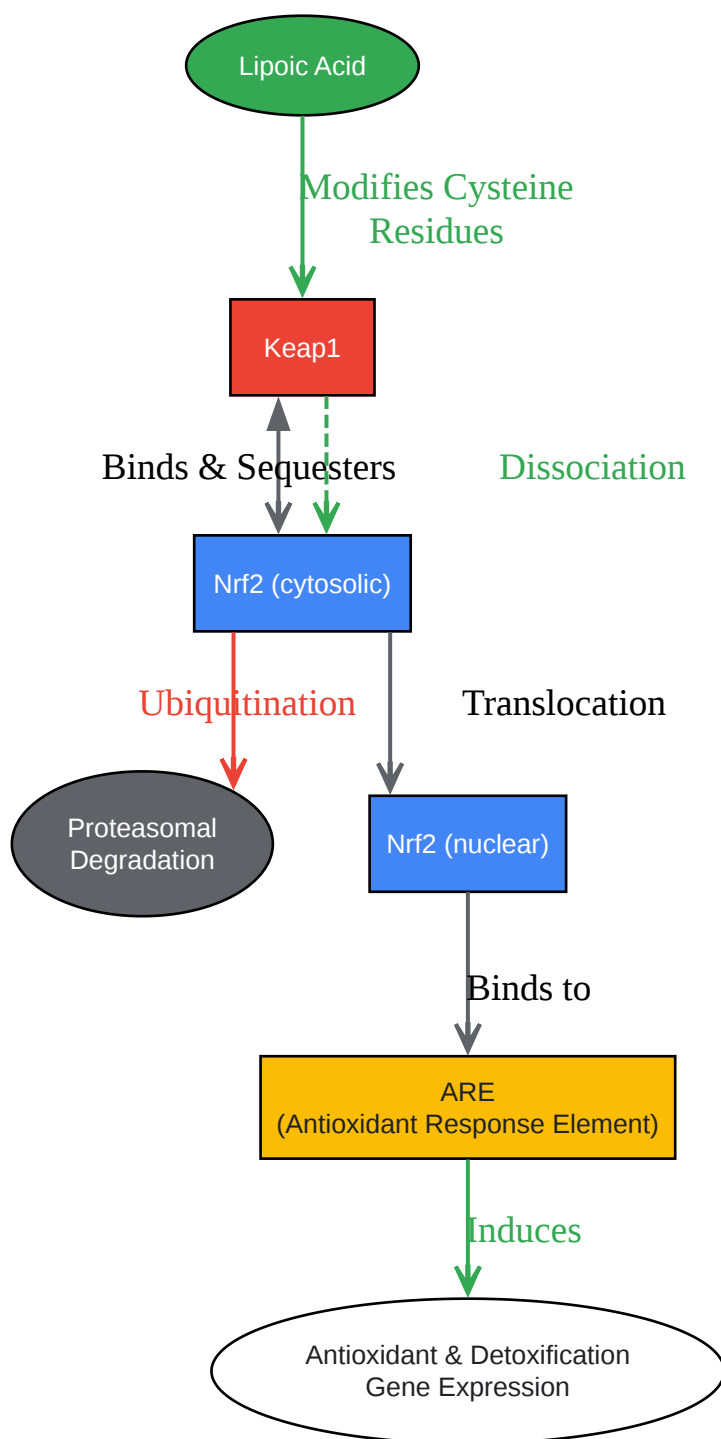 Lipoic Acid
Modifies Cysteine
Residues
Keap1
Binds & Sequesters
Dissociation
Nrf2 (cytosolic)
Ubiquitination
Translocation
Proteasomal
Degradation
Nrf2 (nuclear)
Binds to
ARE
(Antioxidant Response Element)
Induces
Antioxidant & Detoxification
Gene Expression